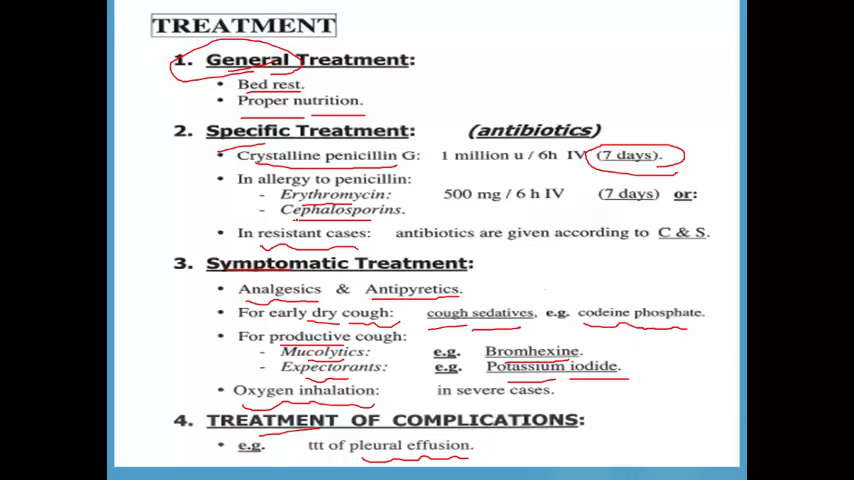 TREATMENT
1. General Treatment:
• Bed rest.
• Proper nutrition.
2. Specific Treatment: (antibiotics)
• Crystalline penicillin G: 1 million u / 6h IV (7 days).
• In allergy to penicillin:
- Erythromycin: 500 mg / 6 h IV (7 days) or:
- Cephalosporins.
• In resistant cases: antibiotics are given according to C & S.
3. Symptomatic Treatment:
• Analgesics & Antipyretics.
• For early dry cough: cough sedatives, e.g. codeine phosphate.
• For productive cough:
- Mucolytics: e.g. Bromhexine.
- Expectorants: e.g. Potassium iodide.
• Oxygen inhalation: in severe cases.
4. TREATMENT OF COMPLICATIONS:
• e.g. ttt of pleural effusion.